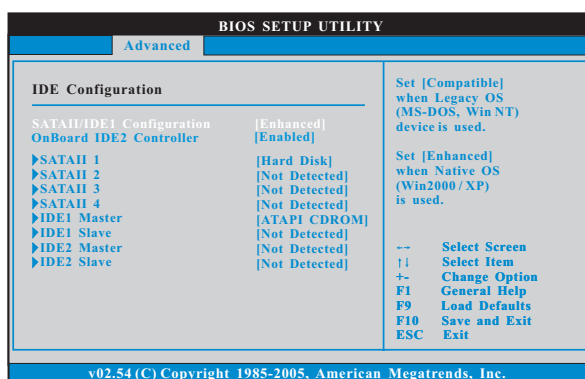 BIOS SETUP UTILITY
Advanced
IDE Configuration
SATAII/IDE1 Configuration [Enhanced]
OnBoard IDE2 Controller [Enabled]
SATAII 1 [Hard Disk]
SATAII 2 [Not Detected]
SATAII 3 [Not Detected]
SATAII 4 [Not Detected]
IDE1 Master [ATAPI CDROM]
IDE1 Slave [Not Detected]
IDE2 Master [Not Detected]
IDE2 Slave [Not Detected]
Set [Compatible]
when Legacy OS
(MS-DOS, Win NT)
device is used.
Set [Enhanced]
when Native OS
(Win2000 / XP)
is used.
←→ Select Screen
↑↓ Select Item
+- Change Option
F1 General Help
F9 Load Defaults
F10 Save and Exit
ESC Exit
v02.54 (C) Copyright 1985-2005, American Megatrends, Inc.